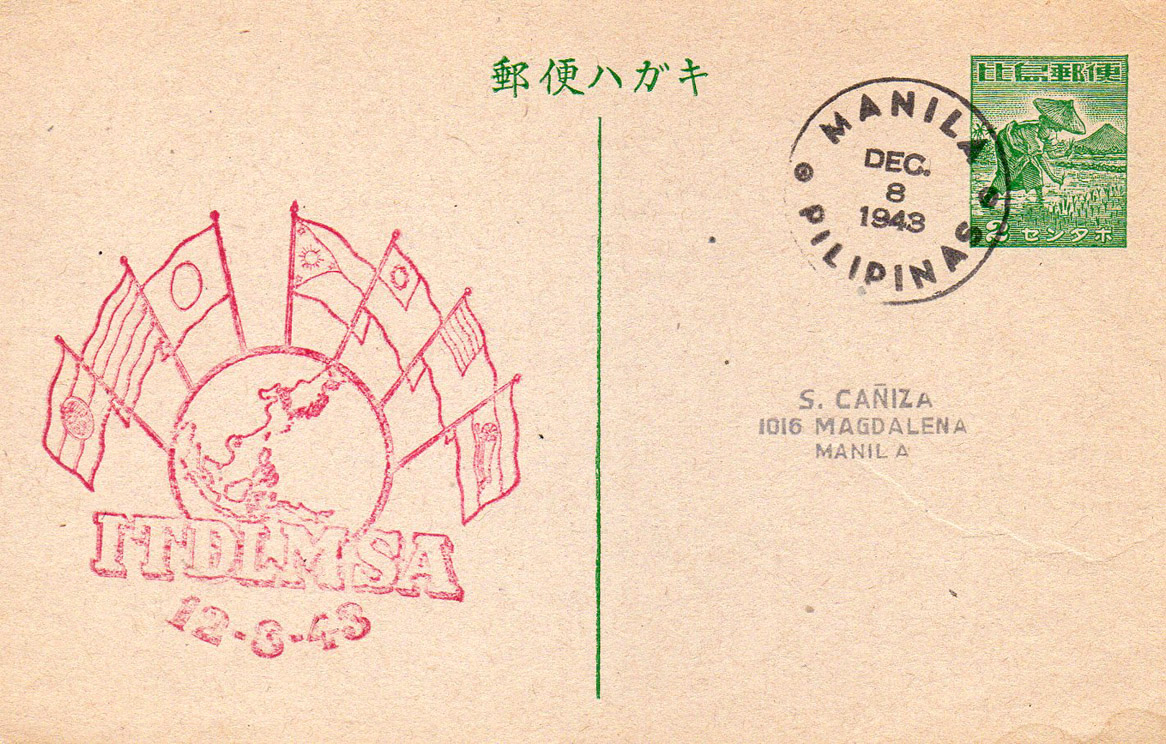 郵便ハガキ
比島郵便
2 センタボ
MANILA
DEC.
8
1943
PILIPINAS
S. CAÑIZA
1016 MAGDALENA
MANILA
ITDLMSA
12-8-43